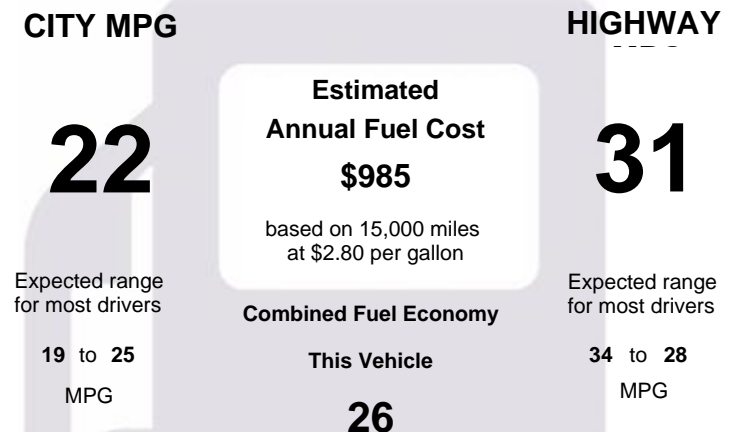 CITY MPG
22
Expected range
for most drivers
19 to 25
MPG
Estimated
Annual Fuel Cost
$985
based on 15,000 miles
at $2.80 per gallon
Combined Fuel Economy
This Vehicle
26
HIGHWAY
31
Expected range
for most drivers
34 to 28
MPG